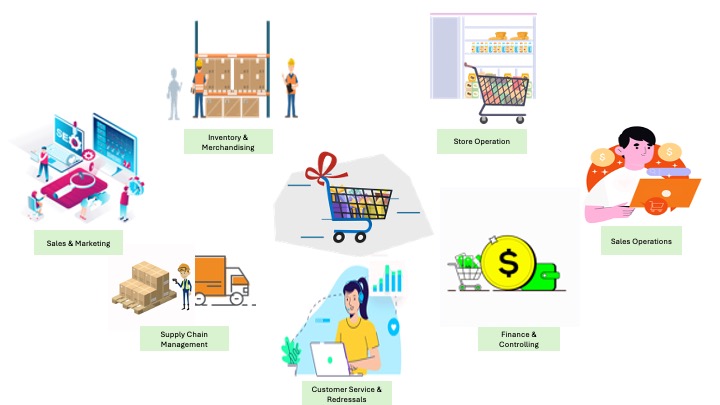 Inventory &
Merchandising
Store Operation
SEO
Sales & Marketing
Sales Operations
$
$
$
Supply Chain
Management
Finance &
Controlling
Customer Service &
Redressals